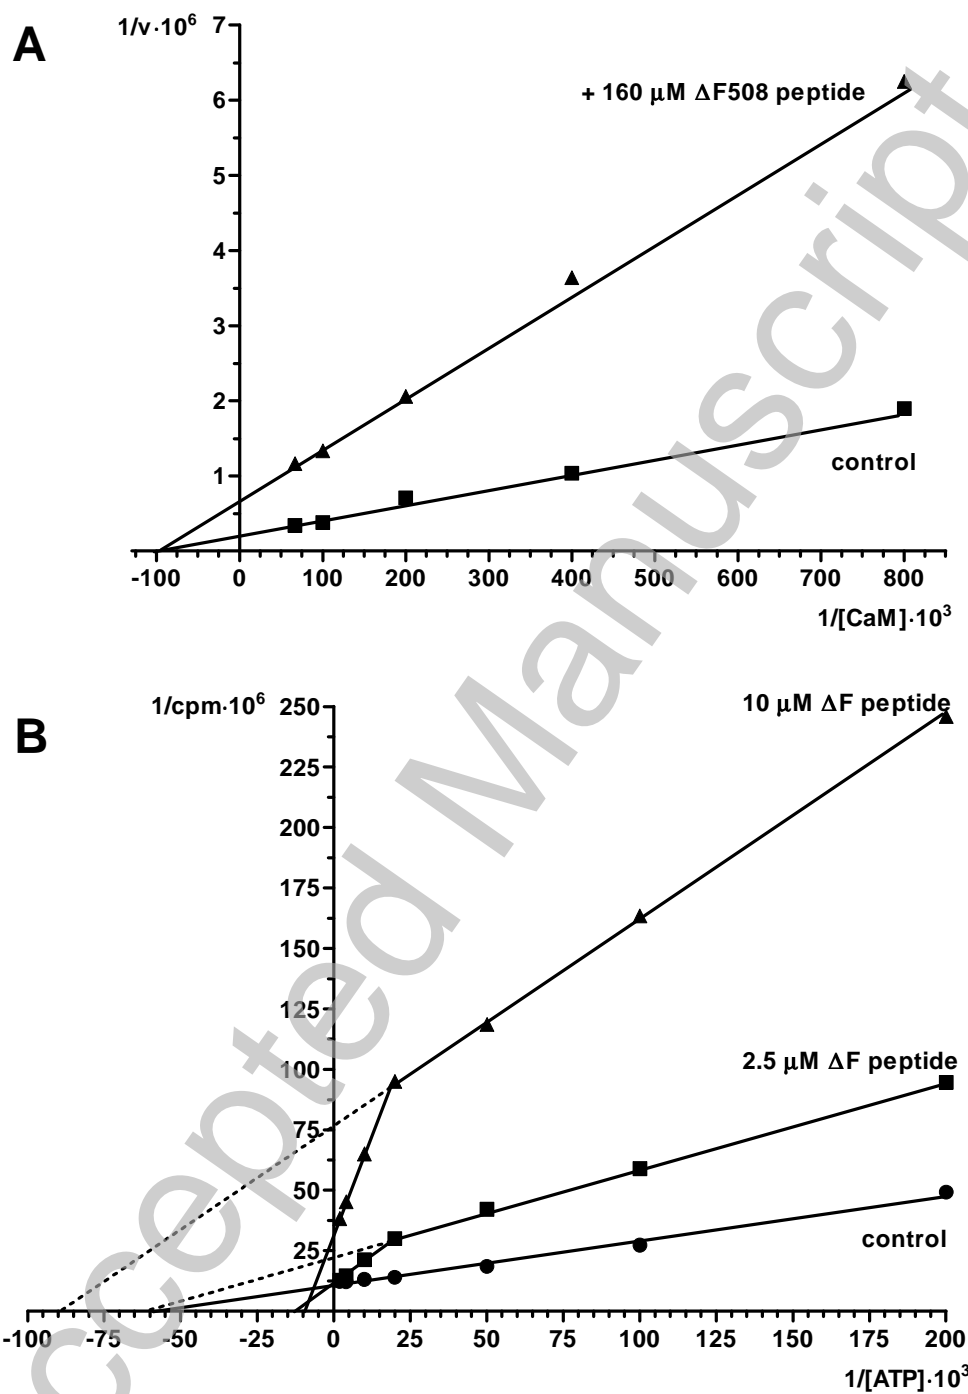 A
1/v·10⁶
7
+ 160 μM ΔF508 peptide
6
5
4
3
2
1
control
-100 0 100 200 300 400 500 600 700 800
1/[CaM]·10³
B
1/cpm·10⁶
250
10 μM ΔF peptide
225
200
175
150
125
100
2.5 μM ΔF peptide
75
50
25
control
-100 -75 -50 -25 0 25 50 75 100 125 150 175 200
1/[ATP]·10³
ccepted Manuscript